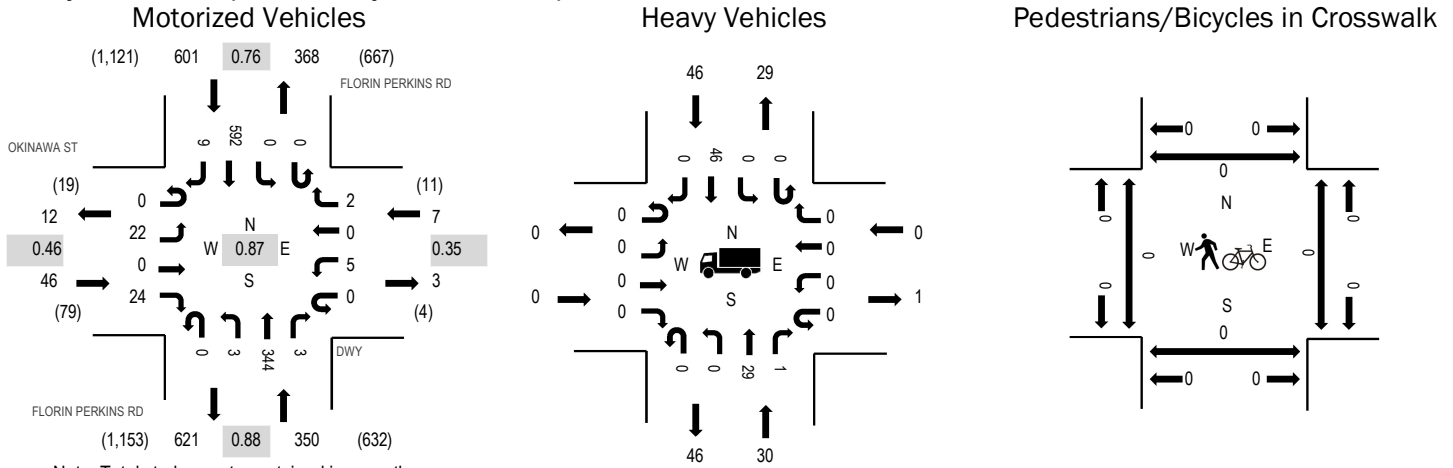 Motorized Vehicles
Heavy Vehicles
Pedestrians/Bicycles in Crosswalk
(1,121) 601 0.76 368 (667)
FLORIN PERKINS RD
OKINAWA ST
9 592 0 0
(19)
12
0.46
46
(79)
0
22
0
24
N
W 0.87 E
S
2
0
5
0
(11)
7
0.35
3
(4)
0 3 344 3
DWY
FLORIN PERKINS RD
(1,153) 621 0.88 350 (632)
46 29
0 46 0 0
0
0
0
0
0
0
N
W E
S
0
0
0
0
0
1
0 0 29 1
46 30
0 0
0
N
W E
S
0
0
0
0
0
0
0
0 0